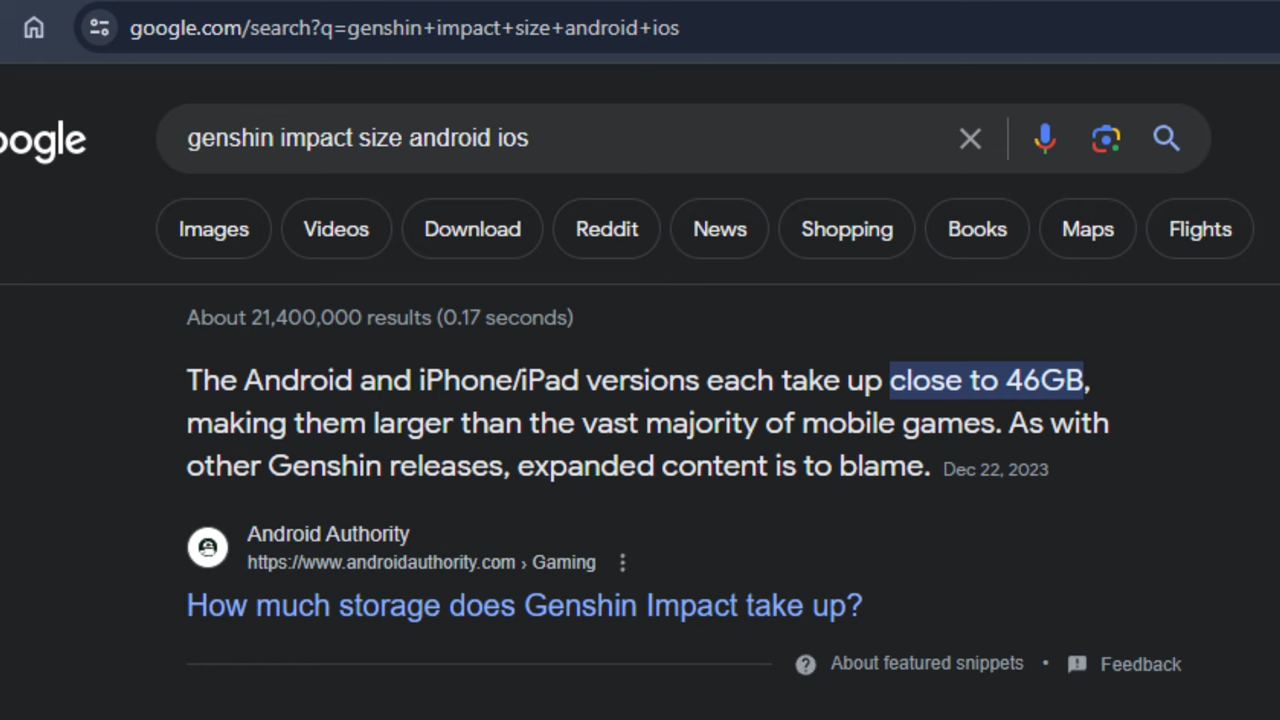 google.com/search?q=genshin+impact+size+android+ios
oogle
genshin impact size android ios
Images Videos Download Reddit News Shopping Books Maps Flights
About 21,400,000 results (0.17 seconds)
The Android and iPhone/iPad versions each take up close to 46GB,
making them larger than the vast majority of mobile games. As with
other Genshin releases, expanded content is to blame. Dec 22, 2023
Android Authority
https://www.androidauthority.com › Gaming
How much storage does Genshin Impact take up?
About featured snippets • Feedback